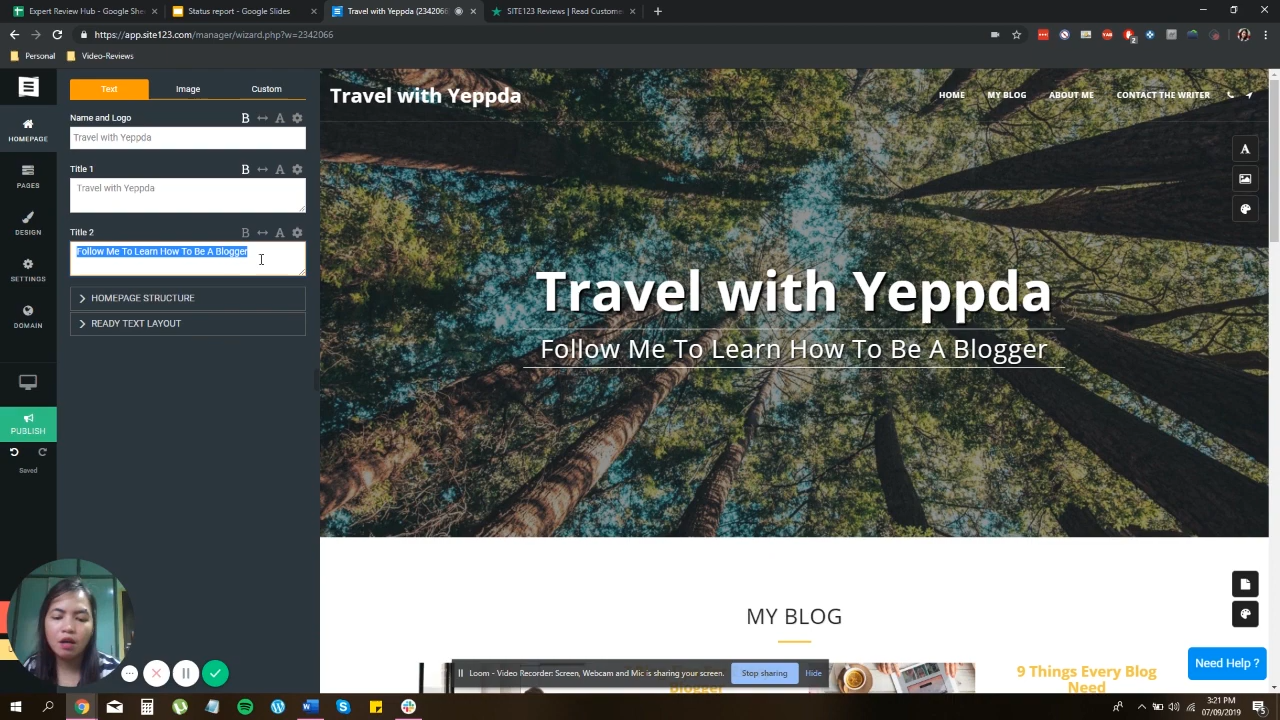 Expert Review Hub - Google She
Status report - Google Slides
Travel with Yeppda (2342066
SITE123 Reviews | Read Custome
https://app.site123.com/manager/wizard.php?w=2342066
Personal
Video-Reviews
Text
Image
Custom
Name and Logo
Travel with Yeppda
Title 1
Travel with Yeppda
Title 2
Follow Me To Learn How To Be A Blogger
HOMEPAGE STRUCTURE
READY TEXT LAYOUT
HOMEPAGE
PAGES
DESIGN
SETTINGS
DOMAIN
PUBLISH
Saved
Travel with Yeppda
HOME
MY BLOG
ABOUT ME
CONTACT THE WRITER
Travel with Yeppda
Follow Me To Learn How To Be A Blogger
MY BLOG
Blogger
9 Things Every Blog
Need
Loom - Video Recorder: Screen, Webcam and Mic is sharing your screen.
Stop sharing
Hide
Need Help ?
3:21 PM
07/09/2019